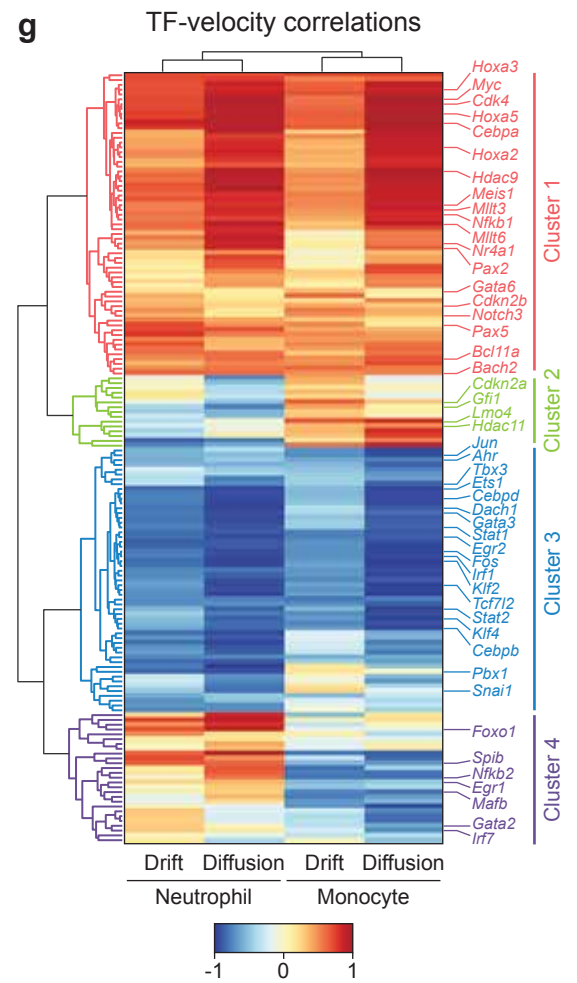 g
TF-velocity correlations
Hoxa3
Myc
Cdk4
Hoxa5
Cebpa
Hoxa2
Hdac9
Meis1
Mllt3
Nfkb1
Mllt6
Nr4a1
Pax2
Gata6
Cdkn2b
Notch3
Pax5
Bcl11a
Bach2
Cluster 1
Cdkn2a
Gfi1
Lmo4
Hdac11
Cluster 2
Jun
Ahr
Tbx3
Ets1
Cebpd
Dach1
Gata3
Stat1
Egr2
Fos
Irf1
Klf2
Tcf7l2
Stat2
Klf4
Cebpb
Pbx1
Snai1
Cluster 3
Foxo1
Spib
Nfkb2
Egr1
Mafb
Gata2
Irf7
Cluster 4
Drift Diffusion Drift Diffusion
Neutrophil Monocyte
-1 0 1